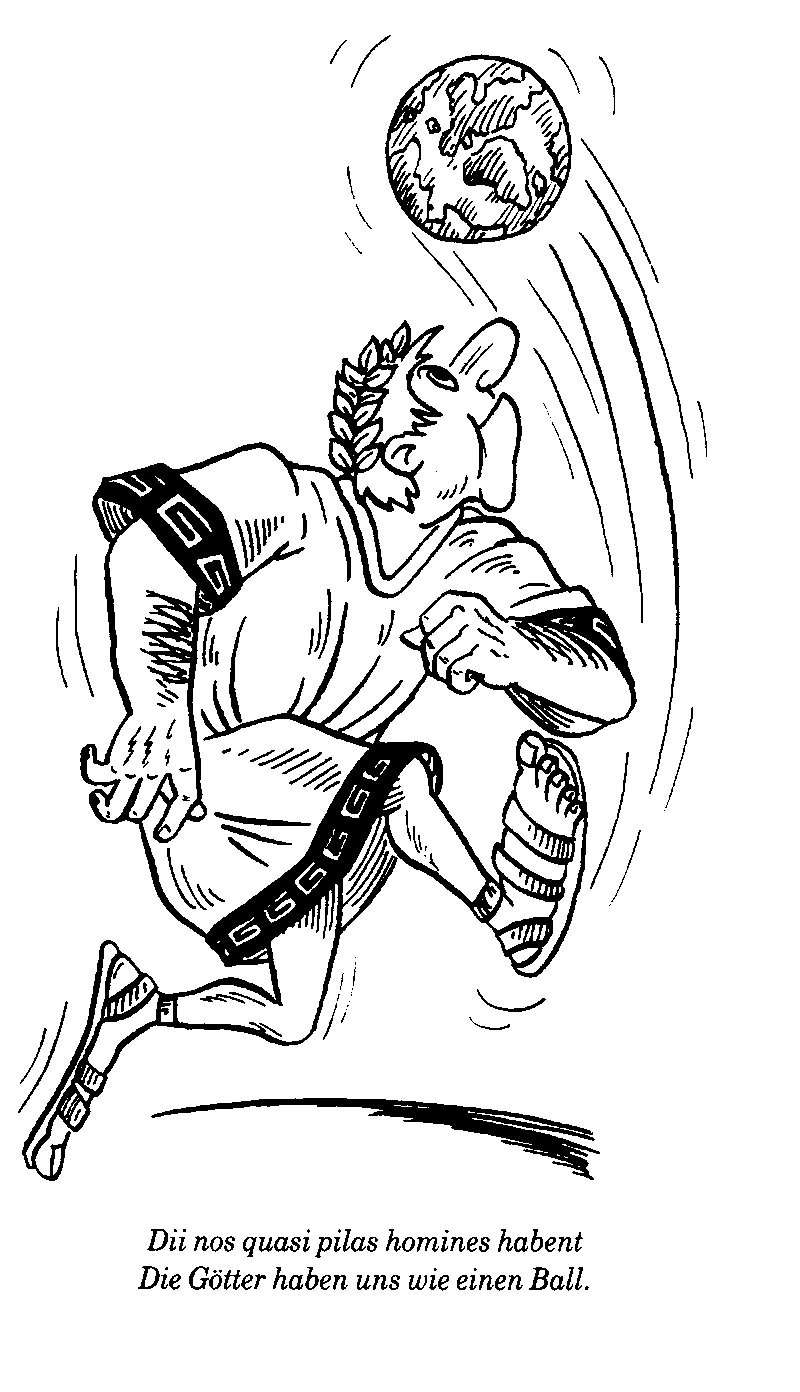 Dii nos quasi pilas homines habent
Die Götter haben uns wie einen Ball.